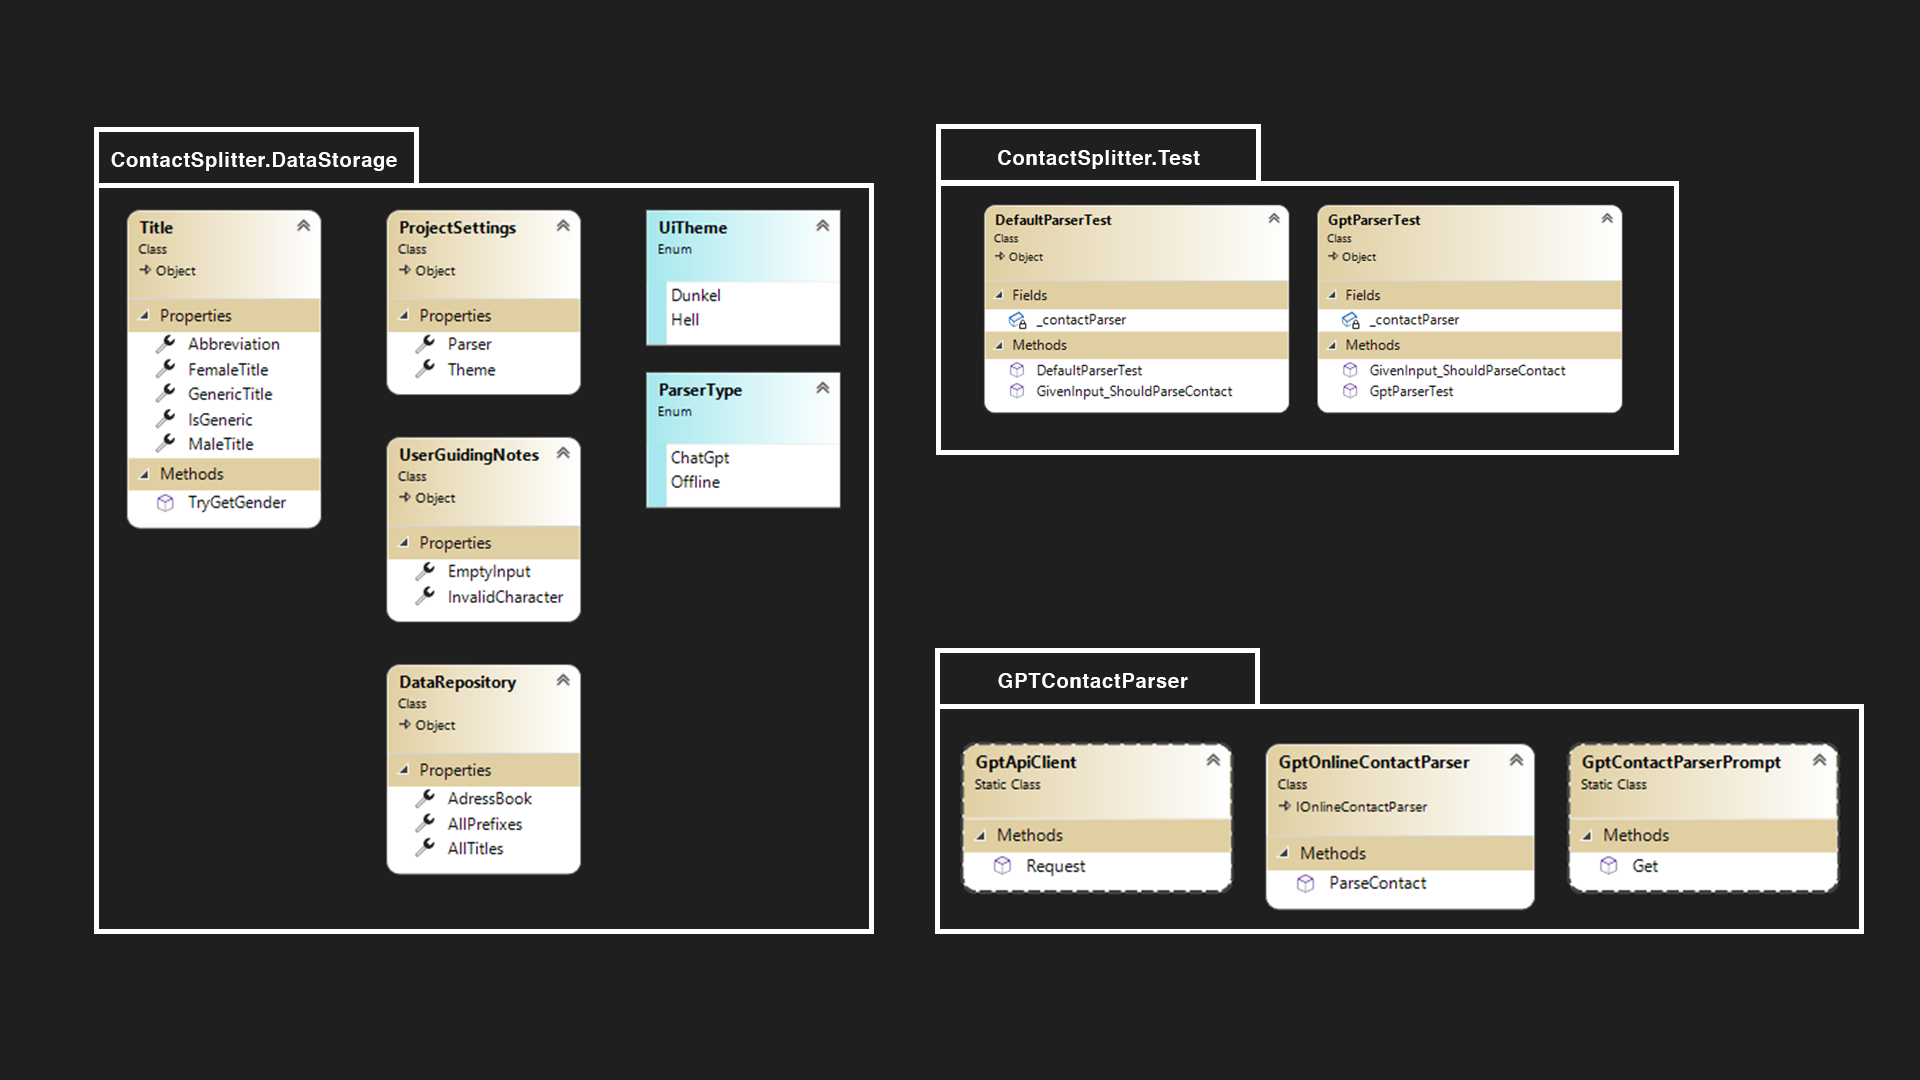 ContactSplitter.DataStorage
Title
Class
Object
Properties
Abbreviation
FemaleTitle
GenericTitle
IsGeneric
MaleTitle
Methods
TryGetGender
ProjectSettings
Class
Object
Properties
Parser
Theme
UserGuidingNotes
Class
Object
Properties
EmptyInput
InvalidCharacter
DataRepository
Class
Object
Properties
AdressBook
AllPrefixes
AllTitles
UiTheme
Enum
Dunkel
Hell
ParserType
Enum
ChatGpt
Offline
ContactSplitter.Test
DefaultParserTest
Class
Object
Fields
_contactParser
Methods
DefaultParserTest
GivenInput_ShouldParseContact
GptParserTest
Class
Object
Fields
_contactParser
Methods
GivenInput_ShouldParseContact
GptParserTest
GPTContactParser
GptApiClient
Static Class
Methods
Request
GptOnlineContactParser
Class
IOnlineContactParser
Methods
ParseContact
GptContactParserPrompt
Static Class
Methods
Get